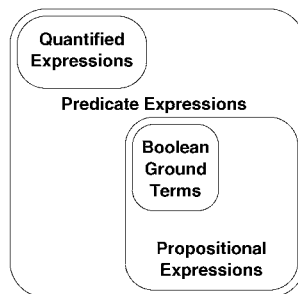 Quantified
Expressions
Predicate Expressions
Boolean
Ground
Terms
Propositional
Expressions